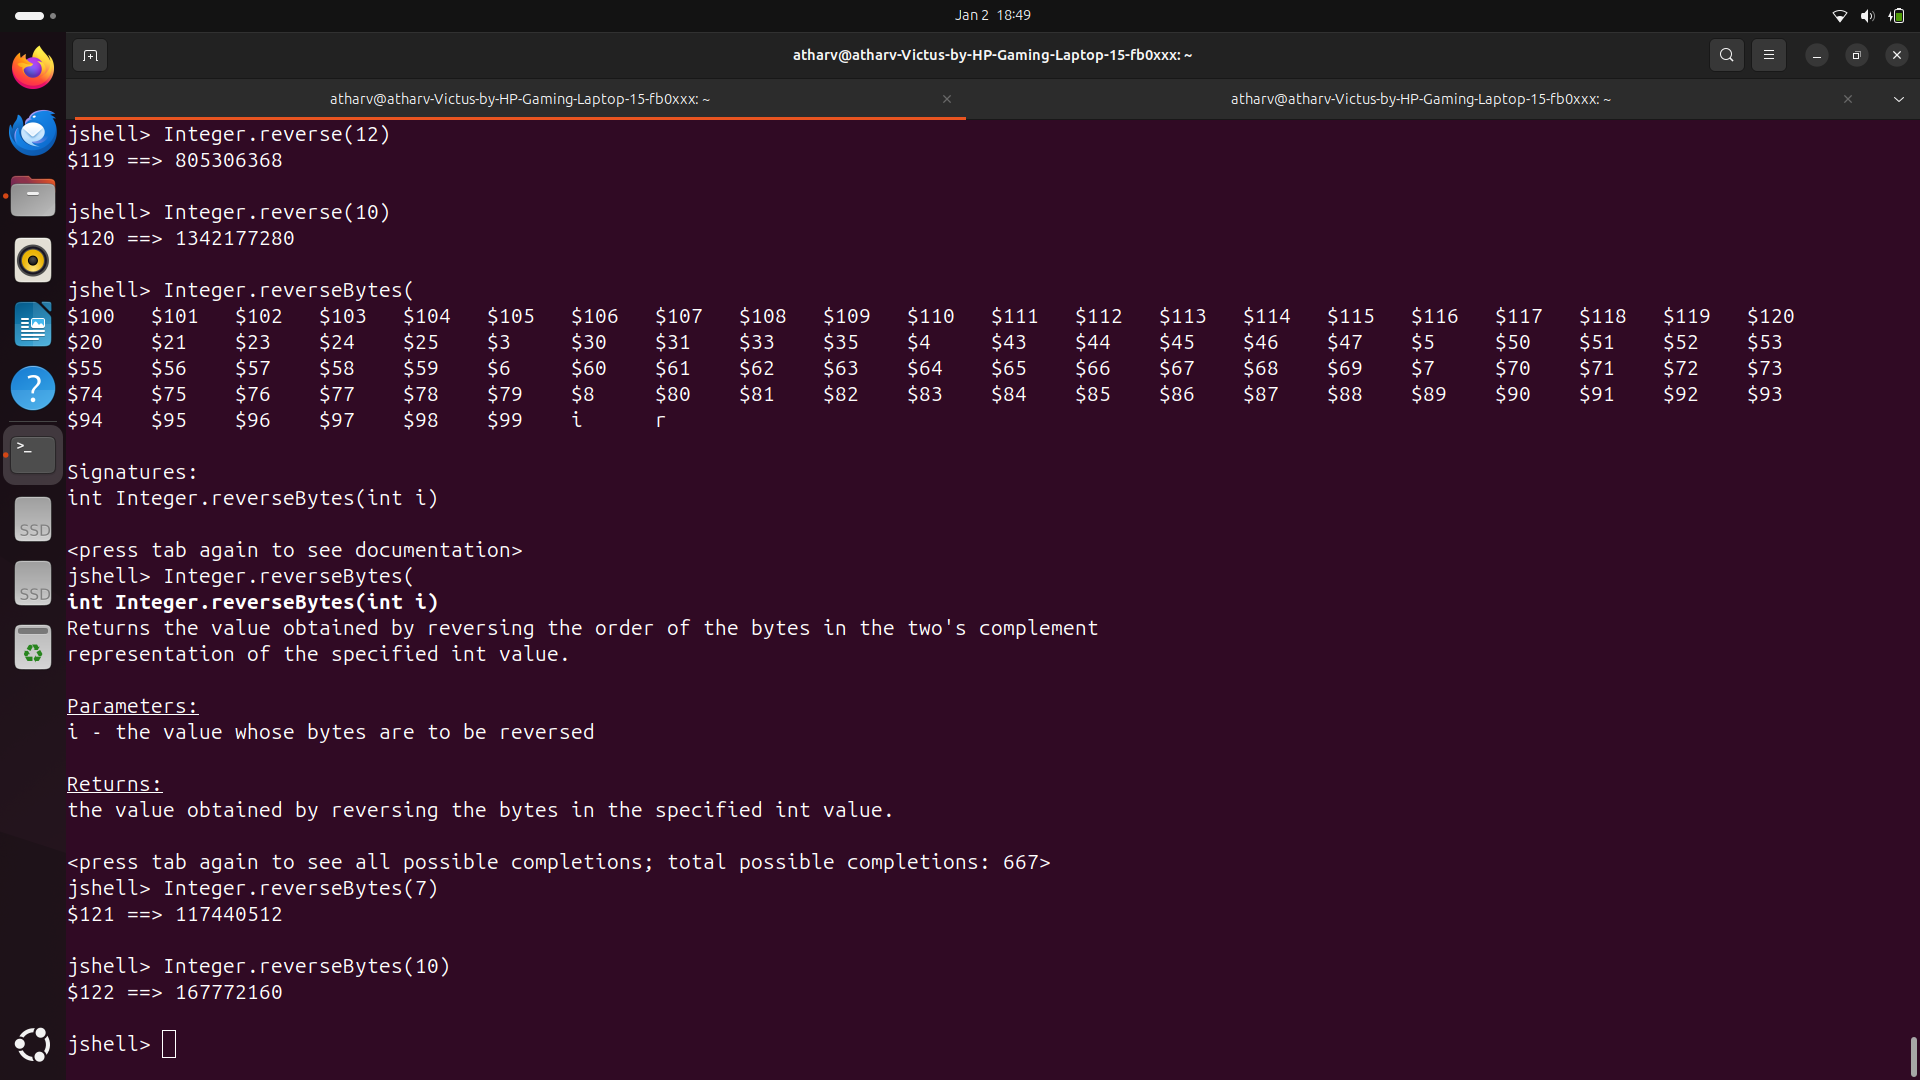 Jan 2 18:49
atharv@atharv-Victus-by-HP-Gaming-Laptop-15-fb0xxx: ~
atharv@atharv-Victus-by-HP-Gaming-Laptop-15-fb0xxx: ~
atharv@atharv-Victus-by-HP-Gaming-Laptop-15-fb0xxx: ~
jshell> Integer.reverse(12)
$119 ==> 805306368
jshell> Integer.reverse(10)
$120 ==> 1342177280
jshell> Integer.reverseBytes(
$100 $101 $102 $103 $104 $105 $106 $107 $108 $109 $110 $111 $112 $113 $114 $115 $116 $117 $118 $119 $120
$20 $21 $23 $24 $25 $3 $30 $31 $33 $35 $4 $43 $44 $45 $46 $47 $5 $50 $51 $52 $53
$55 $56 $57 $58 $59 $6 $60 $61 $62 $63 $64 $65 $66 $67 $68 $69 $7 $70 $71 $72 $73
$74 $75 $76 $77 $78 $79 $8 $80 $81 $82 $83 $84 $85 $86 $87 $88 $89 $90 $91 $92 $93
$94 $95 $96 $97 $98 $99 i r
Signatures:
int Integer.reverseBytes(int i)
<press tab again to see documentation>
jshell> Integer.reverseBytes(
int Integer.reverseBytes(int i)
Returns the value obtained by reversing the order of the bytes in the two's complement
representation of the specified int value.
Parameters:
i - the value whose bytes are to be reversed
Returns:
the value obtained by reversing the bytes in the specified int value.
<press tab again to see all possible completions; total possible completions: 667>
jshell> Integer.reverseBytes(7)
$121 ==> 117440512
jshell> Integer.reverseBytes(10)
$122 ==> 167772160
jshell>
SSD
SSD